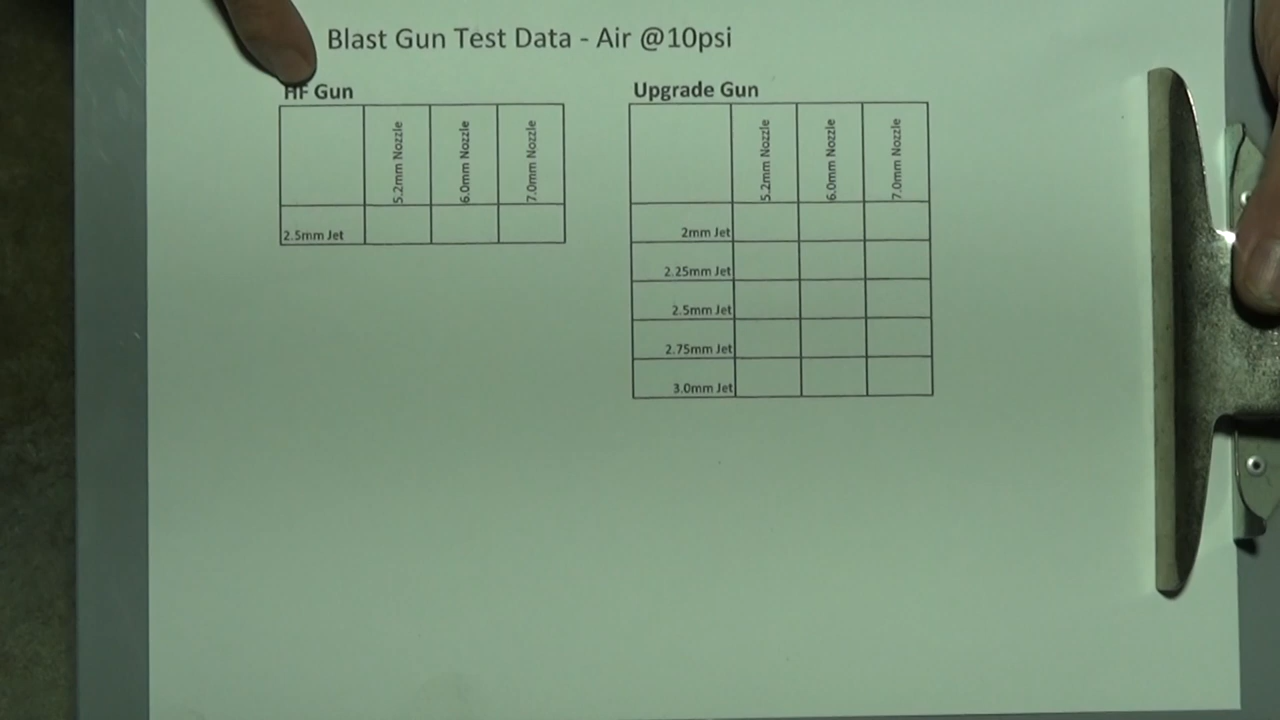 Blast Gun Test Data - Air @10psi
HF Gun
5.2mm Nozzle
6.0mm Nozzle
7.0mm Nozzle
2.5mm Jet
Upgrade Gun
5.2mm Nozzle
6.0mm Nozzle
7.0mm Nozzle
2mm Jet
2.25mm Jet
2.5mm Jet
2.75mm Jet
3.0mm Jet